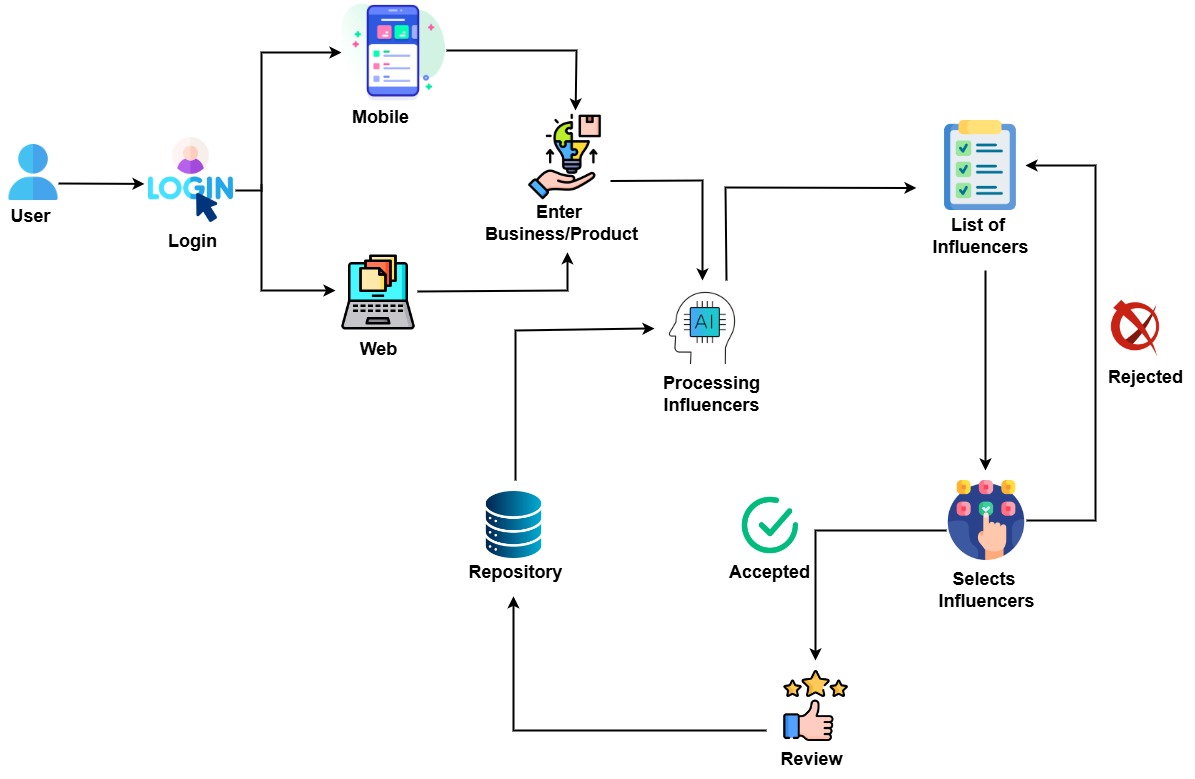 Mobile
LOGIN
User
Login
Enter
Business/Product
Web
AI
Processing
Influencers
List of
Influencers
Rejected
Repository
Accepted
Selects
Influencers
Review